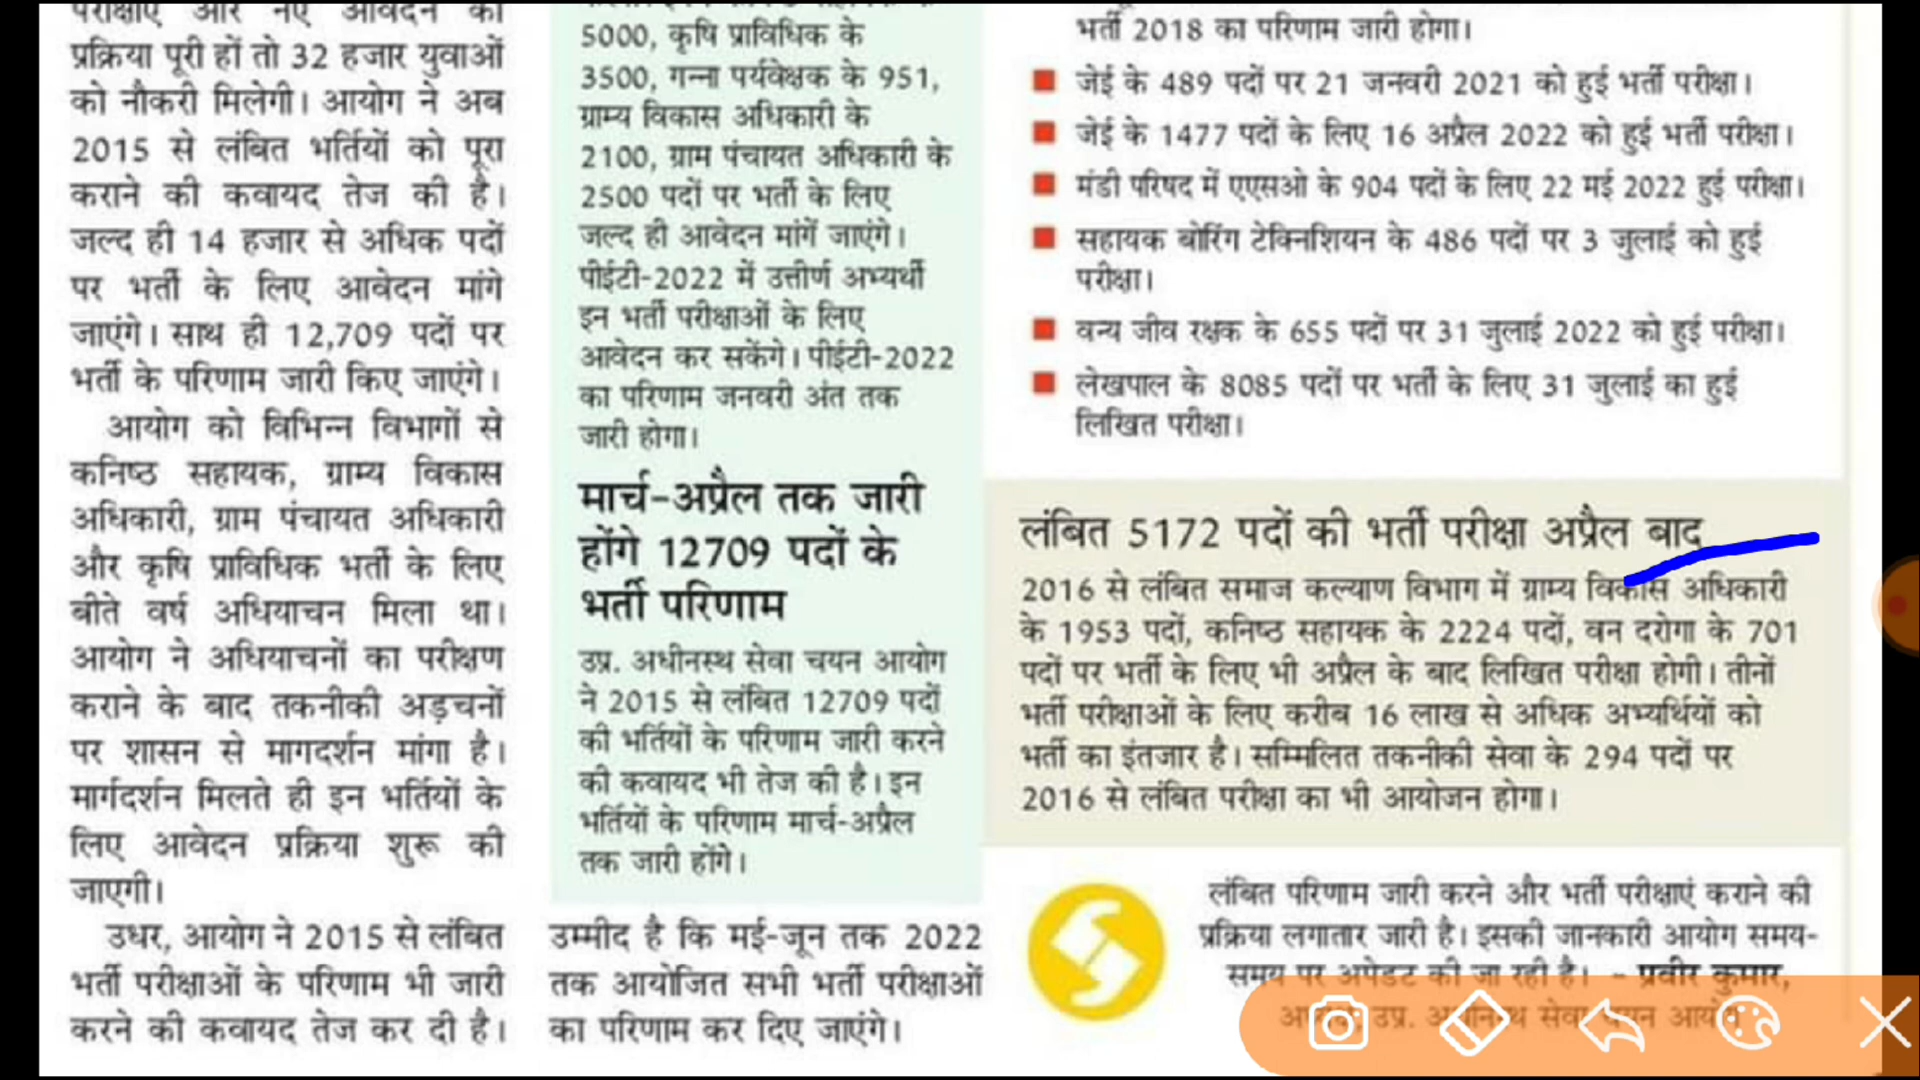 परीक्षाएं और नए आवेदन की
प्रक्रिया पूरी हों तो 32 हजार युवाओं
को नौकरी मिलेगी। आयोग ने अब
2015 से लंबित भर्तियों को पूरा
कराने की कवायद तेज की है।
जल्द ही 14 हजार से अधिक पदों
पर भर्ती के लिए आवेदन मांगे
जाएंगे। साथ ही 12,709 पदों पर
भर्ती के परिणाम जारी किए जाएंगे।
आयोग को विभिन्न विभागों से
कनिष्ठ सहायक, ग्राम्य विकास
अधिकारी, ग्राम पंचायत अधिकारी
और कृषि प्राविधिक भर्ती के लिए
बीते वर्ष अधियाचन मिला था।
आयोग ने अधियाचनों का परीक्षण
कराने के बाद तकनीकी अड़चनों
पर शासन से मागदर्शन मांगा है।
मार्गदर्शन मिलते ही इन भर्तियों के
लिए आवेदन प्रक्रिया शुरू की
जाएगी।
उधर, आयोग ने 2015 से लंबित
भर्ती परीक्षाओं के परिणाम भी जारी
करने की कवायद तेज कर दी है।
5000, कृषि प्राविधिक के
3500, गन्ना पर्यवेक्षक के 951,
ग्राम्य विकास अधिकारी के
2100, ग्राम पंचायत अधिकारी के
2500 पदों पर भर्ती के लिए
जल्द ही आवेदन मांगें जाएंगे।
पीईटी-2022 में उत्तीर्ण अभ्यर्थी
इन भर्ती परीक्षाओं के लिए
आवेदन कर सकेंगे। पीईटी-2022
का परिणाम जनवरी अंत तक
जारी होगा।
मार्च-अप्रैल तक जारी
होंगे 12709 पदों के
भर्ती परिणाम
उप्र. अधीनस्थ सेवा चयन आयोग
ने 2015 से लंबित 12709 पदों
की भर्तियों के परिणाम जारी करने
की कवायद भी तेज की है। इन
भर्तियों के परिणाम मार्च-अप्रैल
तक जारी होंगे।
उम्मीद है कि मई-जून तक 2022
तक आयोजित सभी भर्ती परीक्षाओं
का परिणाम कर दिए जाएंगे।
भर्ती 2018 का परिणाम जारी होगा।
जेई के 489 पदों पर 21 जनवरी 2021 को हुई भर्ती परीक्षा।
जेई के 1477 पदों के लिए 16 अप्रैल 2022 को हुई भर्ती परीक्षा।
मंडी परिषद में एएसओ के 904 पदों के लिए 22 मई 2022 हुई परीक्षा।
सहायक बोरिंग टेक्निशियन के 486 पदों पर 3 जुलाई को हुई
परीक्षा।
वन्य जीव रक्षक के 655 पदों पर 31 जुलाई 2022 को हुई परीक्षा।
लेखपाल के 8085 पदों पर भर्ती के लिए 31 जुलाई का हुई
लिखित परीक्षा।
लंबित 5172 पदों की भर्ती परीक्षा अप्रैल बाद
2016 से लंबित समाज कल्याण विभाग में ग्राम्य विकास अधिकारी
के 1953 पदों, कनिष्ठ सहायक के 2224 पदों, वन दरोगा के 701
पदों पर भर्ती के लिए भी अप्रैल के बाद लिखित परीक्षा होगी। तीनों
भर्ती परीक्षाओं के लिए करीब 16 लाख से अधिक अभ्यर्थियों को
भर्ती का इंतजार है। सम्मिलित तकनीकी सेवा के 294 पदों पर
2016 से लंबित परीक्षा का भी आयोजन होगा।
लंबित परिणाम जारी करने और भर्ती परीक्षाएं कराने की
प्रक्रिया लगातार जारी है। इसकी जानकारी आयोग समय-
समय पर अपेडट की जा रही है। - प्रवीर कुमार,
उप्र. सेवा चयन